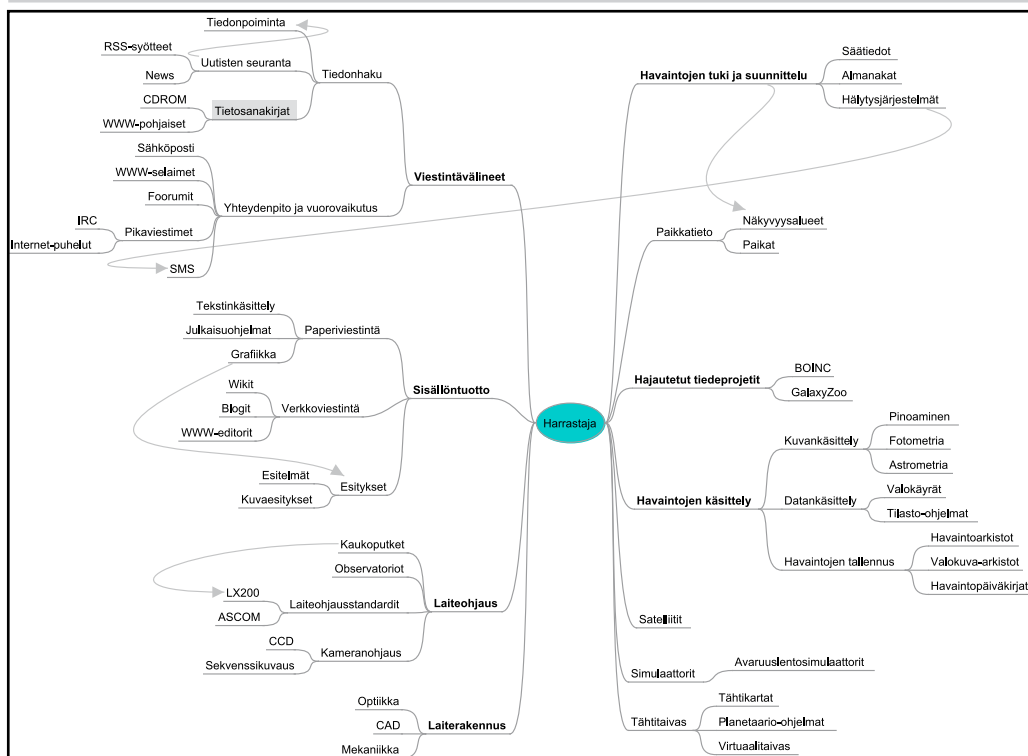 Tiedonpoiminta
RSS-syötteet
Uutisten seuranta
News
Tiedonhaku
CDROM
Tietosanakirjat
WWW-pohjaiset
Sähköposti
WWW-selaimet
Foorumit
Yhteydenpito ja vuorovaikutus
IRC
Pikaviestimet
Internet-puhelut
SMS
Viestintävälineet
Tekstinkäsittely
Julkaisuohjelmat
Paperiviestintä
Grafiikka
Wikit
Blogit
Verkkoviestintä
WWW-editorit
Esitelmät
Esitykset
Kuvaesitykset
Sisällöntuotto
Kaukoputket
Observatoriot
LX200
Laiteohjausstandardit
ASCOM
CCD
Kameranohjaus
Sekvenssikuvaus
Laiteohjaus
Optiikka
CAD
Laiterakennus
Mekaniikka
Harrastaja
Havaintojen tuki ja suunnittelu
Säätiedot
Almanakat
Hälytysjärjestelmät
Paikkatieto
Näkyvyysalueet
Paikat
Hajautetut tiedeprojetit
BOINC
GalaxyZoo
Havaintojen käsittely
Kuvankäsittely
Pinoaminen
Fotometria
Astrometria
Datankäsittely
Valokäyrät
Tilasto-ohjelmat
Havaintojen tallennus
Havaintoarkistot
Valokuva-arkistot
Havaintopäiväkirjat
Satelliitit
Simulaattorit
Avaruuslentosimulaattorit
Tähtitaivas
Tähtikartat
Planetaario-ohjelmat
Virtuaalitaivas